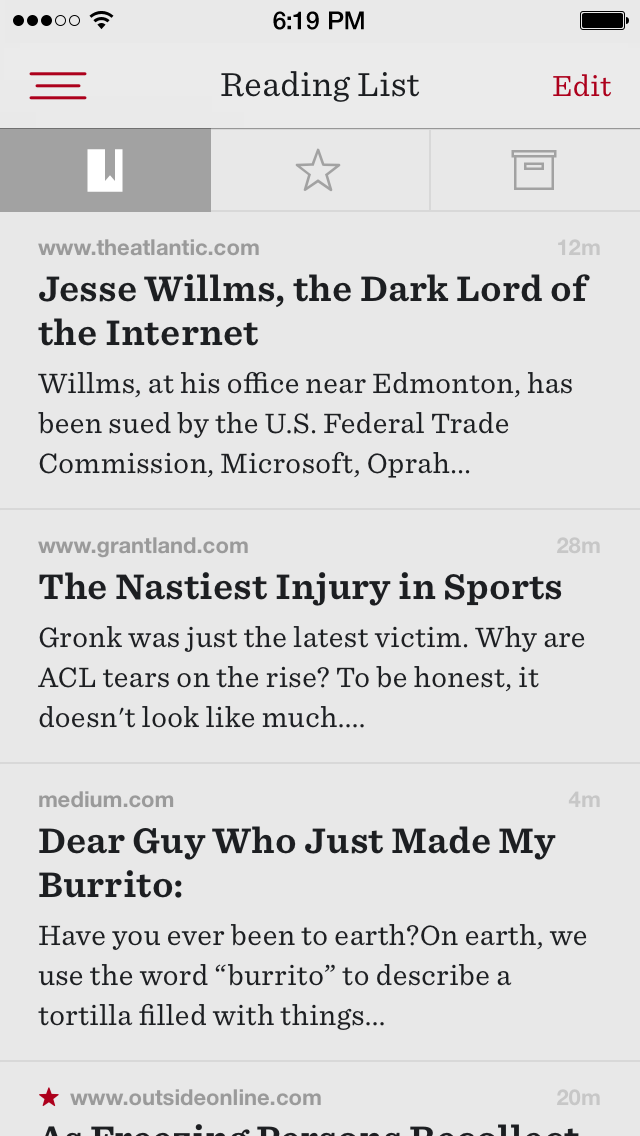 6:19 PM
Reading List
Edit
www.theatlantic.com
12m
Jesse Willms, the Dark Lord of
the Internet
Willms, at his office near Edmonton, has
been sued by the U.S. Federal Trade
Commission, Microsoft, Oprah...
www.grantland.com
28m
The Nastiest Injury in Sports
Gronk was just the latest victim. Why are
ACL tears on the rise? To be honest, it
doesn't look like much....
medium.com
4m
Dear Guy Who Just Made My
Burrito:
Have you ever been to earth?On earth, we
use the word “burrito” to describe a
tortilla filled with things...
www.outsideonline.com
20m
As Freezing Persons Recollect